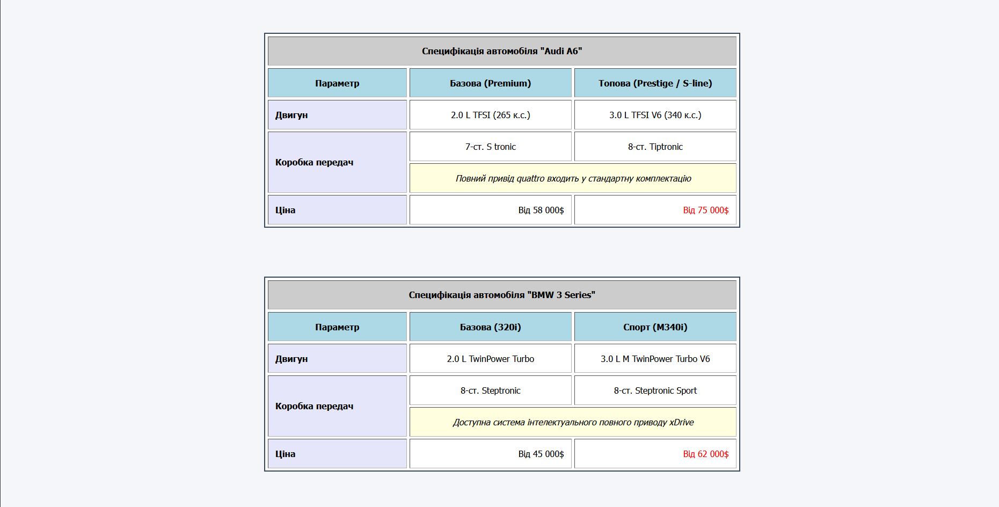 Специфікація автомобіля "Audi A6"
Параметр Базова (Premium) Топова (Prestige / S-line)
Двигун 2.0 L TFSI (265 к.с.) 3.0 L TFSI V6 (340 к.с.)
7-ст. S tronic 8-ст. Tiptronic
Коробка передач
Повний привід quattro входить у стандартну комплектацію
Ціна Від 58 000$ Від 75 000$
Специфікація автомобіля "BMW 3 Series"
Параметр Базова (320i) Спорт (M340i)
Двигун 2.0 L TwinPower Turbo 3.0 L M TwinPower Turbo V6
8-ст. Steptronic 8-ст. Steptronic Sport
Коробка передач
Доступна система інтелектуального повного приводу xDrive
Ціна Від 45 000$ Від 62 000$